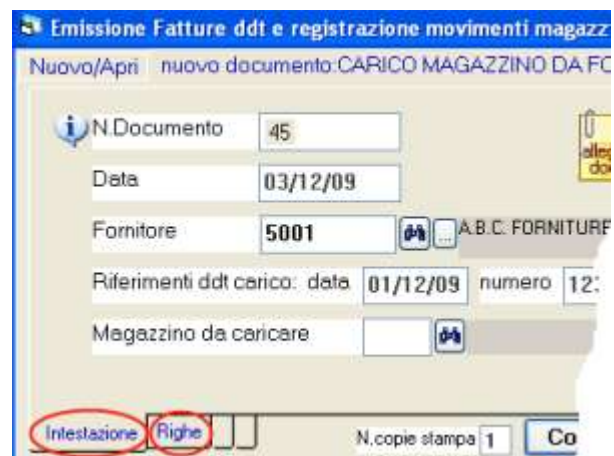 Emissione Fatture ddt e registrazione movimenti magazz
Nuovo/Apri nuovo documento:CARICO MAGAZZINO DA FO
N.Documento 45
Data 03/12/09
Fornitore 5001 ... A.B.C. FORNITURE
Riferimenti ddt carico: data 01/12/09 numero 12
Magazzino da caricare
Intestazione Righe N.copie stampa 1 Co